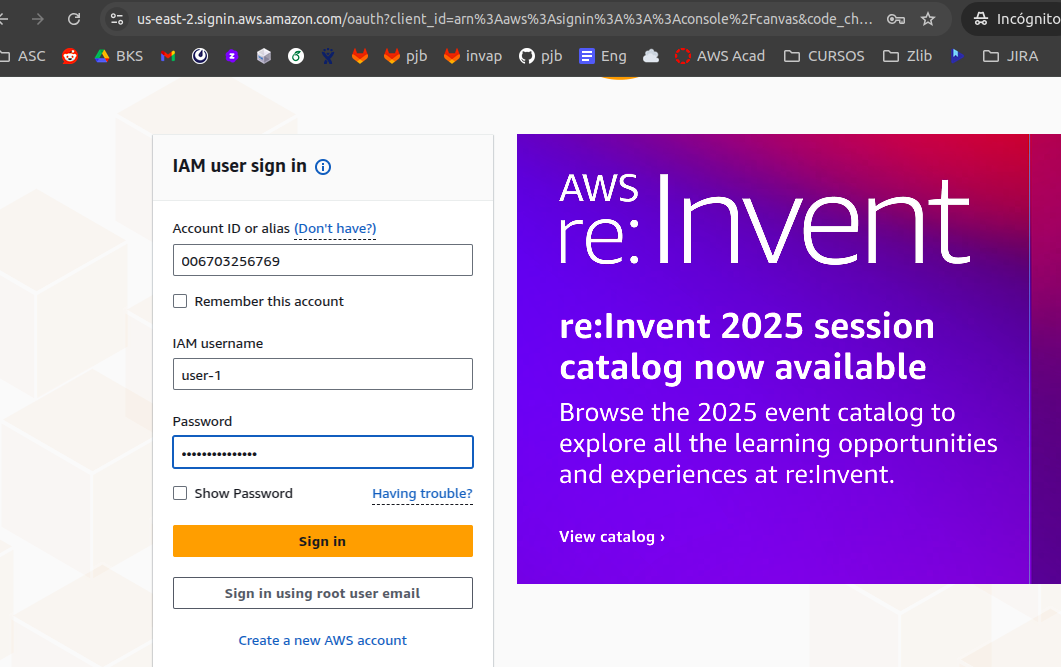 us-east-2.signin.aws.amazon.com/oauth?client_id=arn%3Aaws%3Asignin%3A%3A%3Aconsole%2Fcanvas&code_ch...
Incógnito
ASC
BKS
pjb
invap
pjb
Eng
AWS Acad
CURSOS
Zlib
JIRA
IAM user sign in
Account ID or alias (Don't have?)
006703256769
Remember this account
IAM username
user-1
Password
•••••••••••••••
Show Password
Having trouble?
Sign in
Sign in using root user email
Create a new AWS account
AWS
re:Invent
re:Invent 2025 session
catalog now available
Browse the 2025 event catalog to
explore all the learning opportunities
and experiences at re:Invent.
View catalog ›